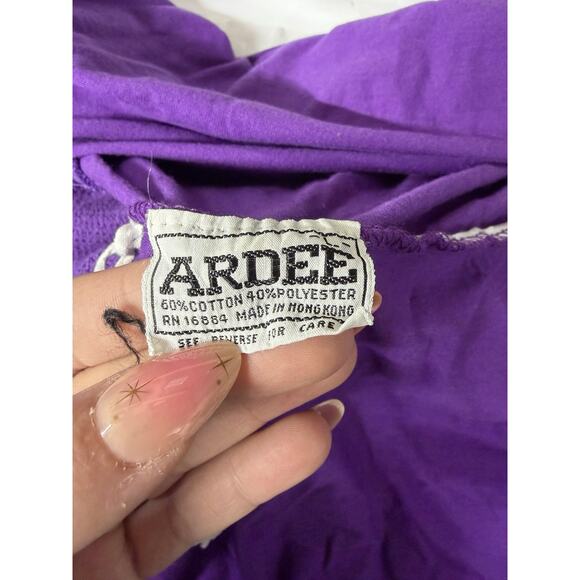 ARDEE
60%COTTON 40%POLYESTER
RN 16884 MADE IN HONG KONG
SEE REVERSE FOR CARE